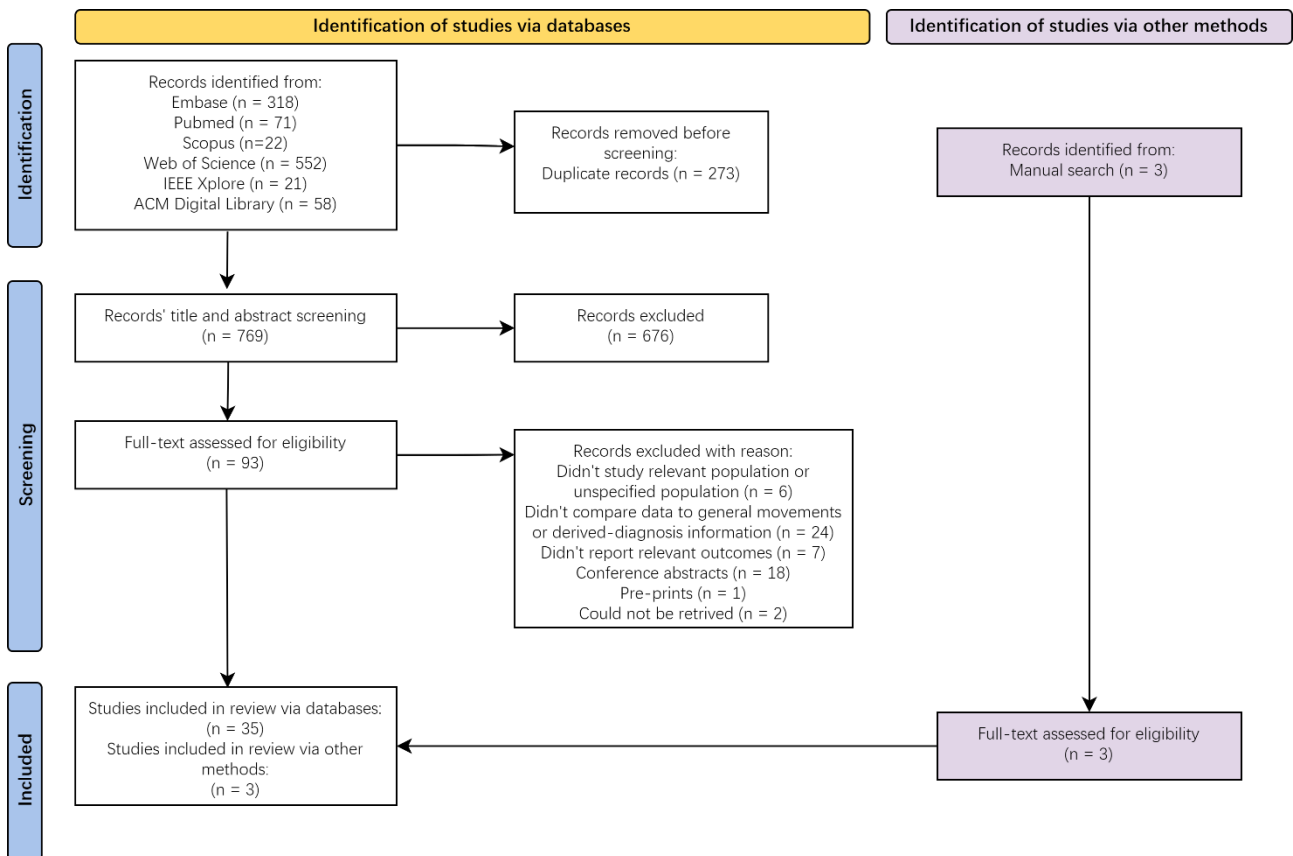 Identification of studies via databases
Identification of studies via other methods
Identification
Records identified from:
Embase (n = 318)
Pubmed (n = 71)
Scopus (n=22)
Web of Science (n = 552)
IEEE Xplore (n = 21)
ACM Digital Library (n = 58)
Records removed before
screening:
Duplicate records (n = 273)
Records identified from:
Manual search (n = 3)
Screening
Records' title and abstract screening
(n = 769)
Records excluded
(n = 676)
Full-text assessed for eligibility
(n = 93)
Records excluded with reason:
Didn't study relevant population or
unspecified population (n = 6)
Didn't compare data to general movements
or derived-diagnosis information (n = 24)
Didn't report relevant outcomes (n = 7)
Conference abstracts (n = 18)
Pre-prints (n = 1)
Could not be retrived (n = 2)
Included
Studies included in review via databases:
(n = 35)
Studies included in review via other
methods:
(n = 3)
Full-text assessed for eligibility
(n = 3)